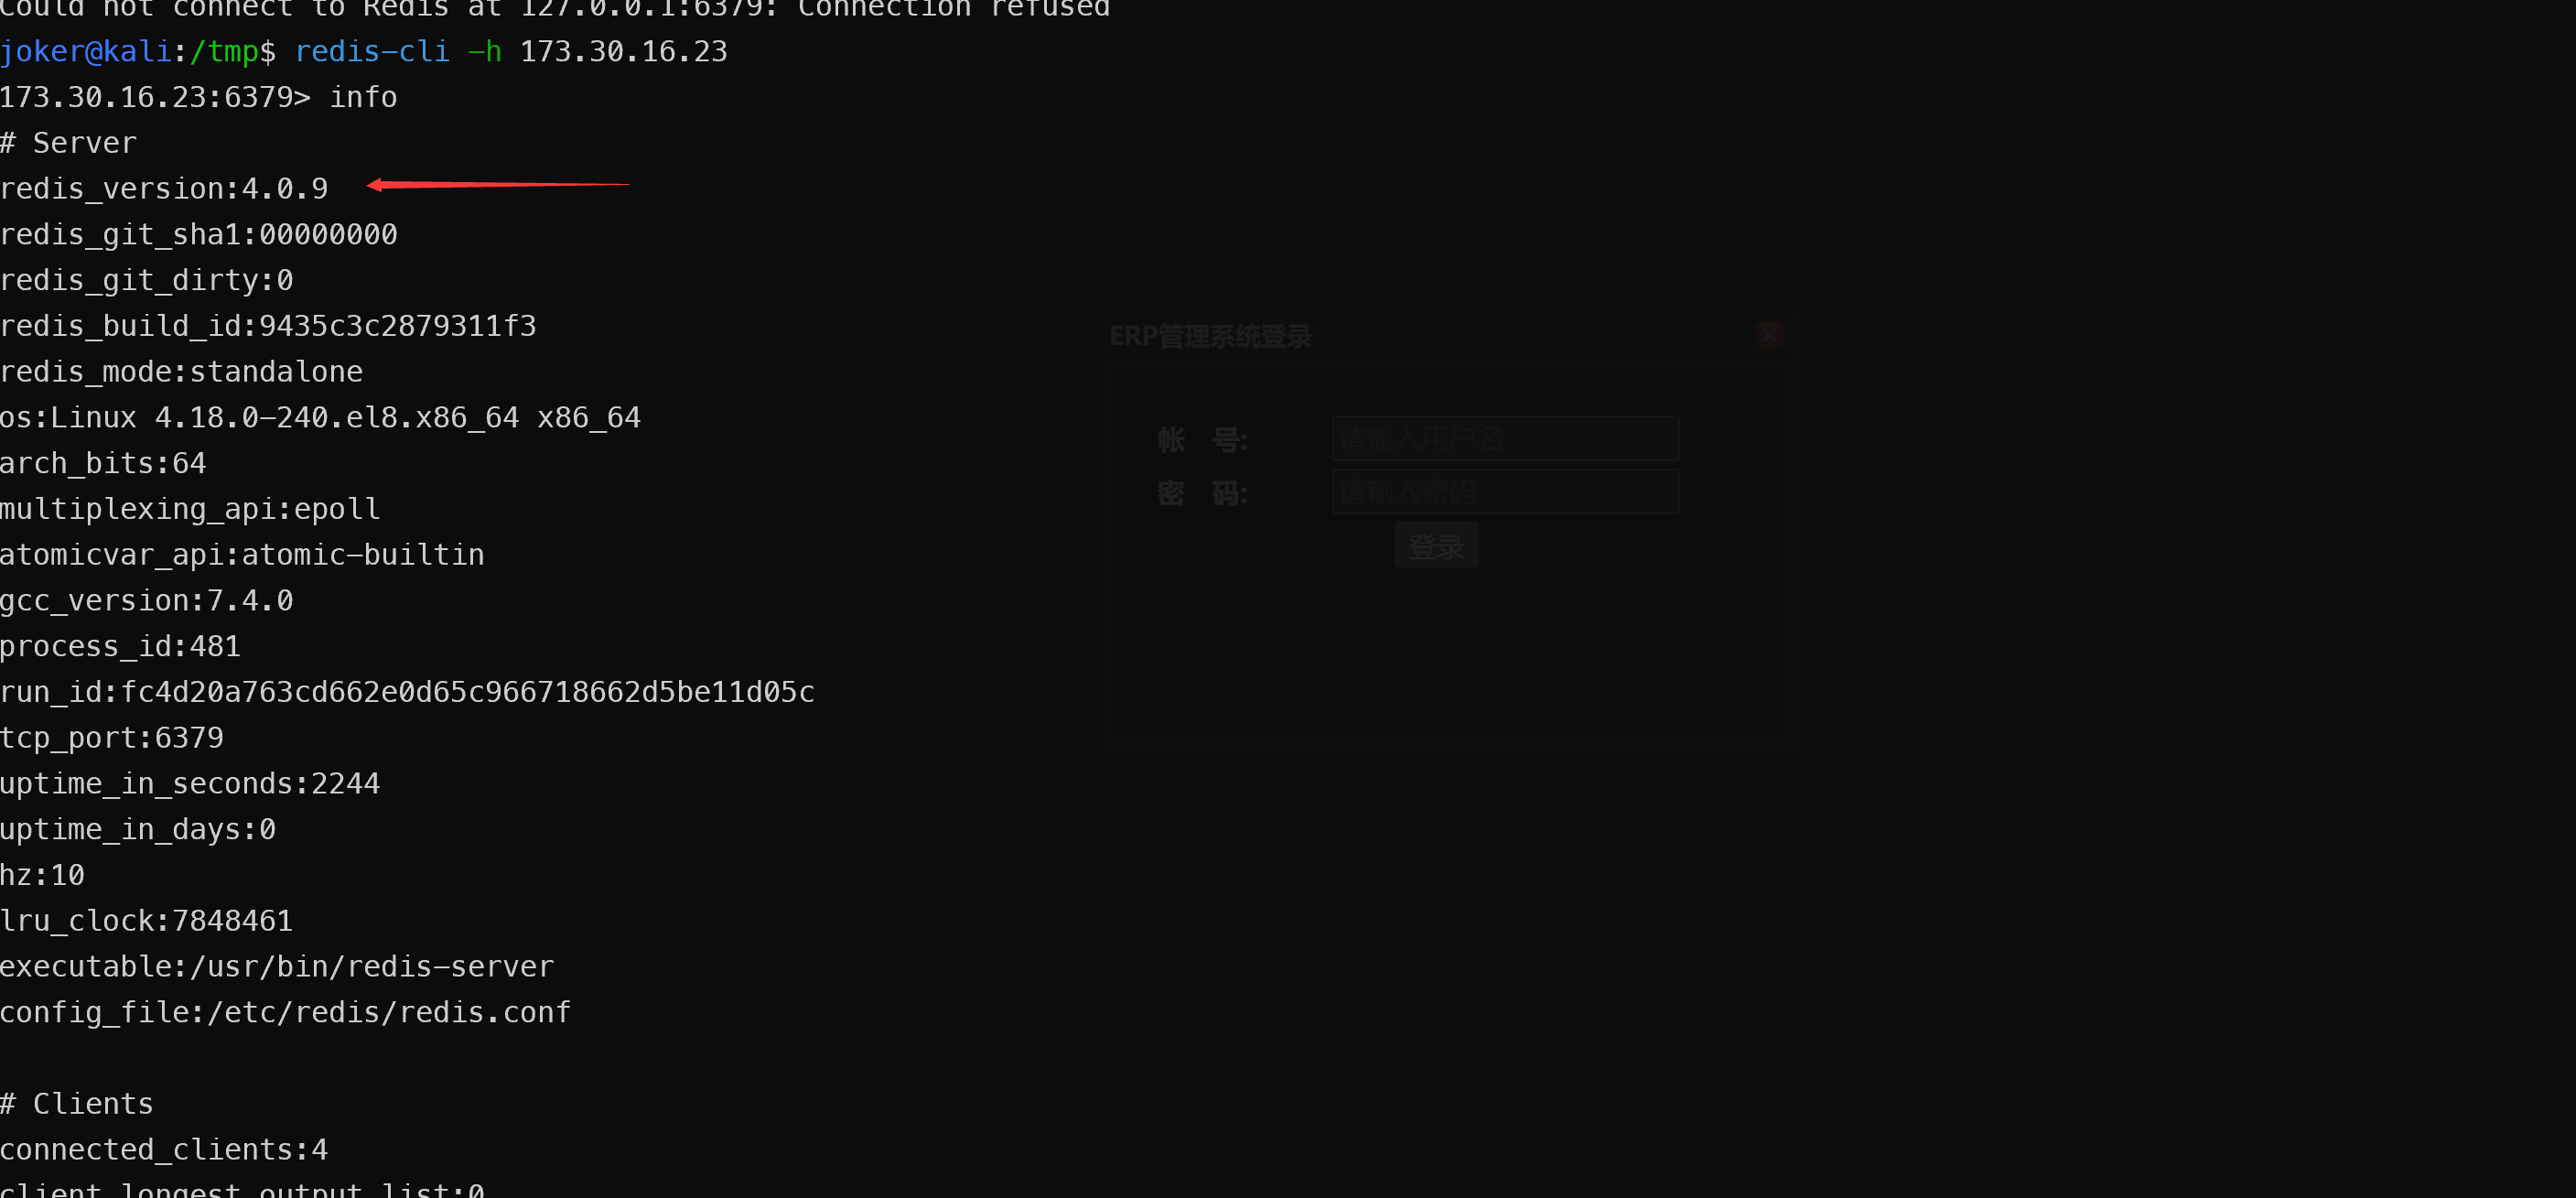 Could not connect to Redis at 127.0.0.1:6379: Connection refused
joker@kali:/tmp$ redis-cli -h 173.30.16.23
173.30.16.23:6379> info
# Server
redis_version:4.0.9
redis_git_sha1:00000000
redis_git_dirty:0
redis_build_id:9435c3c2879311f3
redis_mode:standalone
os:Linux 4.18.0-240.el8.x86_64 x86_64
arch_bits:64
multiplexing_api:epoll
atomicvar_api:atomic-builtin
gcc_version:7.4.0
process_id:481
run_id:fc4d20a763cd662e0d65c966718662d5be11d05c
tcp_port:6379
uptime_in_seconds:2244
uptime_in_days:0
hz:10
lru_clock:7848461
executable:/usr/bin/redis-server
config_file:/etc/redis/redis.conf
# Clients
connected_clients:4
client_longest_output_list:0
ERP管理系统登录
帐 号: 请输入用户名
密 码: 请输入密码
登录